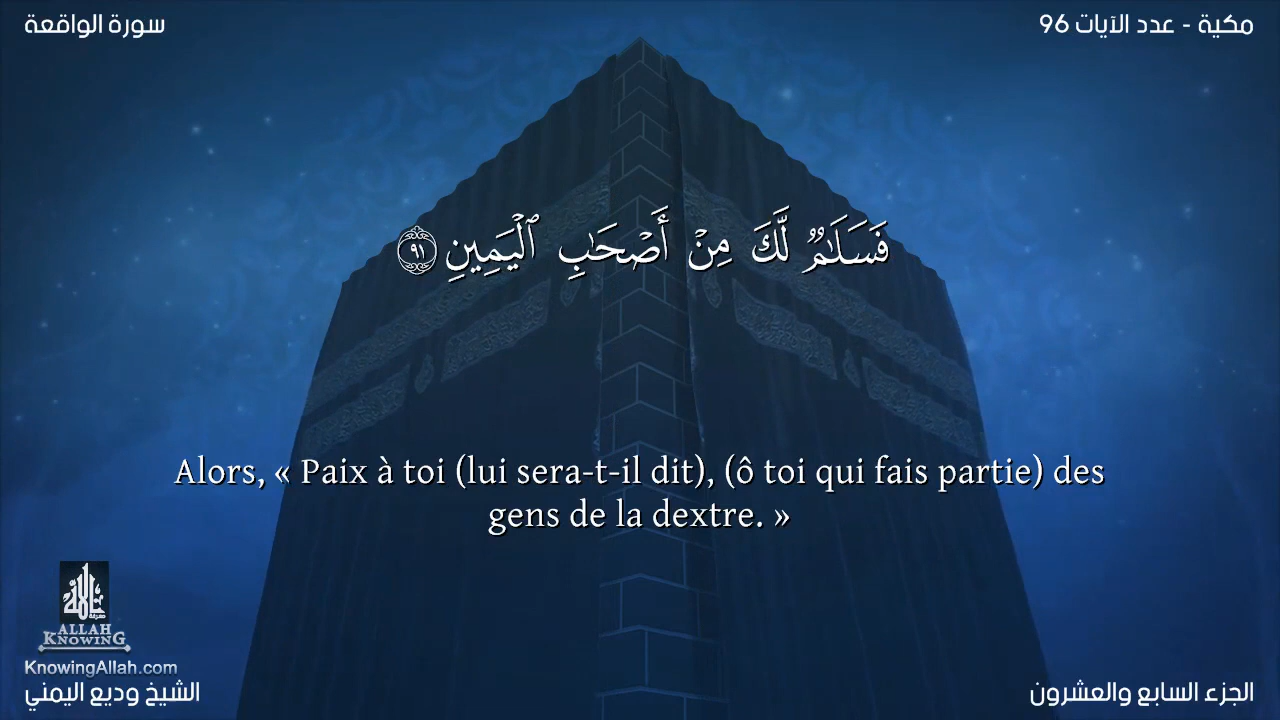 سورة الواقعة
مكية - عدد الآيات 96
فَسَلَٰمٌ لَّكَ مِنْ أَصْحَٰبِ ٱلْيَمِينِ ٩١
Alors, « Paix à toi (lui sera-t-il dit), (ô toi qui fais partie) des
gens de la dextre. »
ALLAH
KNOWING
KnowingAllah.com
الشيخ وديع اليمني
الجزء السابع والعشرون